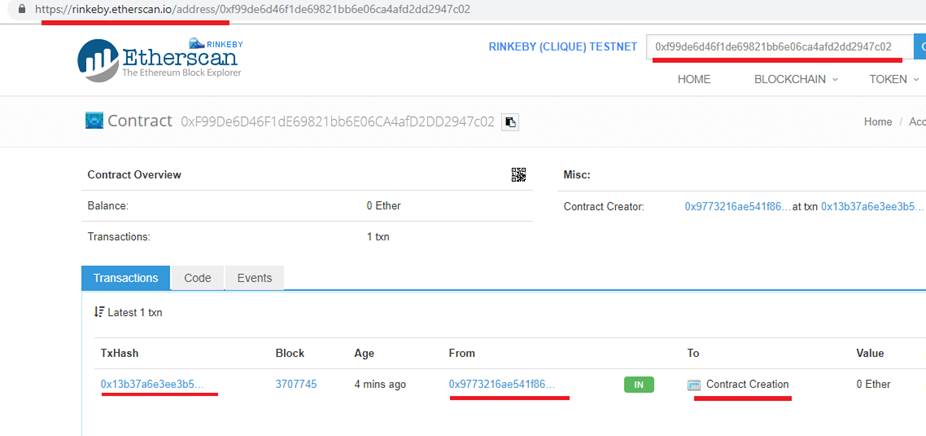 https://rinkeby.etherscan.io/address/0xf99de6d46f1de69821bb6e06ca4afd2dd2947c02
RINKEBY
Etherscan
The Ethereum Block Explorer
RINKEBY (CLIQUE) TESTNET
0xf99de6d46f1de69821bb6e06ca4afd2dd2947c02
HOME BLOCKCHAIN TOKEN
Contract 0xF99De6D46F1dE69821bb6E06CA4afD2DD2947c02
Home / Acc
Contract Overview
Misc:
Balance: 0 Ether
Contract Creator: 0x9773216ae541f86... at txn 0x13b37a6e3ee3b5...
Transactions: 1 txn
Transactions Code Events
Latest 1 txn
TxHash Block Age From To Value
0x13b37a6e3ee3b5... 3707745 4 mins ago 0x9773216ae541f86... IN Contract Creation 0 Ether